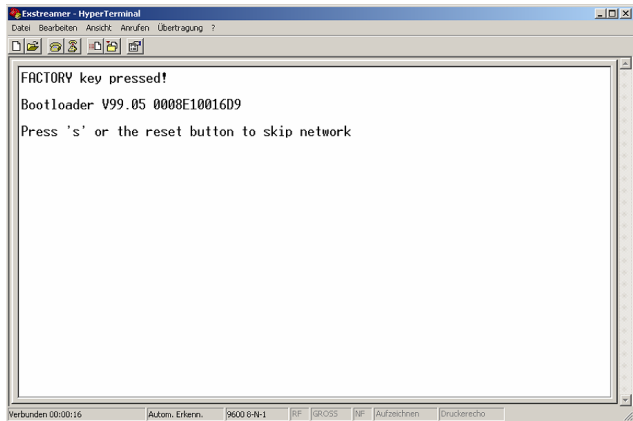 Exstreamer - HyperTerminal
Datei Bearbeiten Ansicht Anrufen Übertragung ?
FACTORY key pressed!
Bootloader V99.05 0008E10016D9
Press 's' or the reset button to skip network
Verbunden 00:00:16 Autom. Erkenn. 9600 8-N-1 RF GROSS NF Aufzeichnen Druckerecho